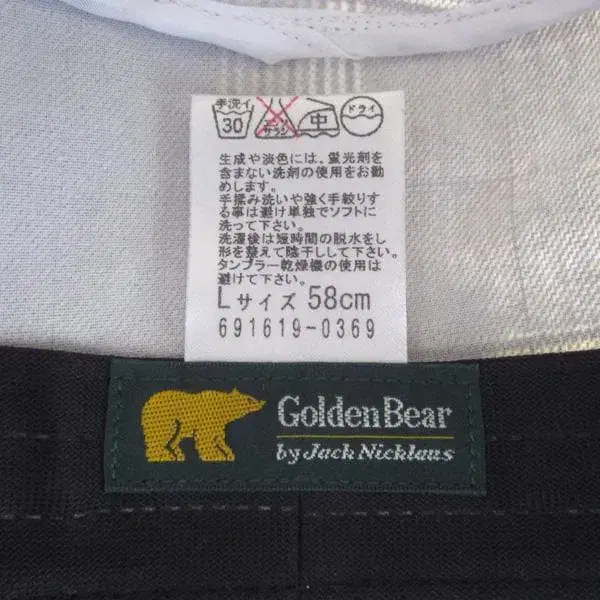 手洗イ
30 エンソ サラシ 中 ドライ
生成や淡色には、蛍光剤を
含まない洗剤の使用をお勧
めします。
手揉み洗いや強く手絞りす
る事は避け単独でソフトに
洗って下さい。
洗濯後は短時間の脱水をし
形を整えて陰干しして下さい。
タンブラー乾燥機の使用は
避けて下さい。
Lサイズ 58cm
691619-0369
GoldenBear
by Jack Nicklaus